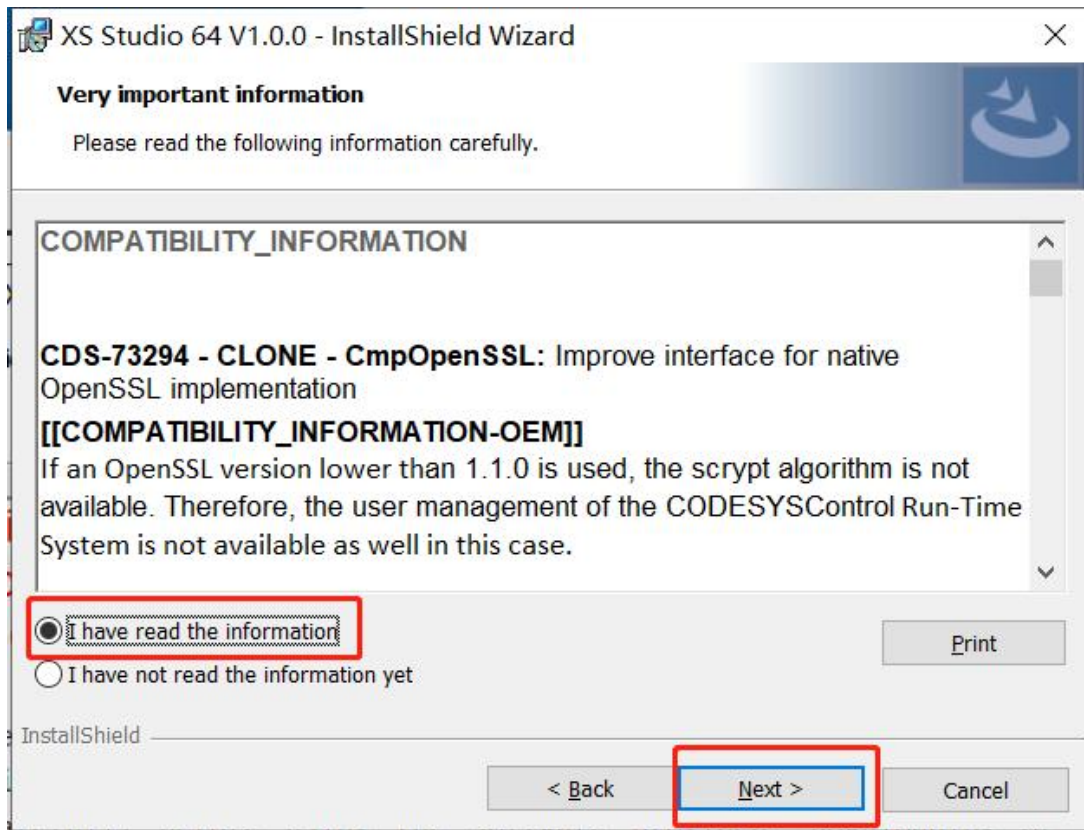 XS Studio 64 V1.0.0 - InstallShield Wizard
Very important information
Please read the following information carefully.
COMPATIBILITY_INFORMATION
CDS-73294 - CLONE - CmpOpenSSL: Improve interface for native
OpenSSL implementation
[[COMPATIBILITY_INFORMATION-OEM]]
If an OpenSSL version lower than 1.1.0 is used, the scrypt algorithm is not
available. Therefore, the user management of the CODESYSControl Run-Time
System is not available as well in this case.
I have read the information
Print
I have not read the information yet
InstallShield
< Back
Next >
Cancel